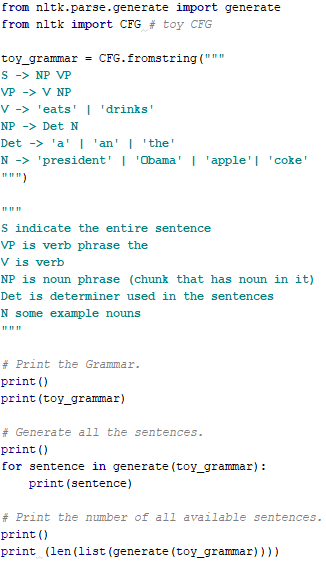 from nltk.parse.generate import generate
from nltk import CFG # toy CFG
toy_grammar = CFG.fromstring("""
S -> NP VP
VP -> V NP
V -> 'eats' | 'drinks'
NP -> Det N
Det -> 'a' | 'an' | 'the'
N -> 'president' | 'Obama' | 'apple'| 'coke'
""")
"""
S indicate the entire sentence
VP is verb phrase the
V is verb
NP is noun phrase (chunk that has noun in it)
Det is determiner used in the sentences
N some example nouns
"""
# Print the Grammar.
print()
print(toy_grammar)
# Generate all the sentences.
print()
for sentence in generate(toy_grammar):
    print(sentence)
# Print the number of all available sentences.
print()
print (len(list(generate(toy_grammar))))